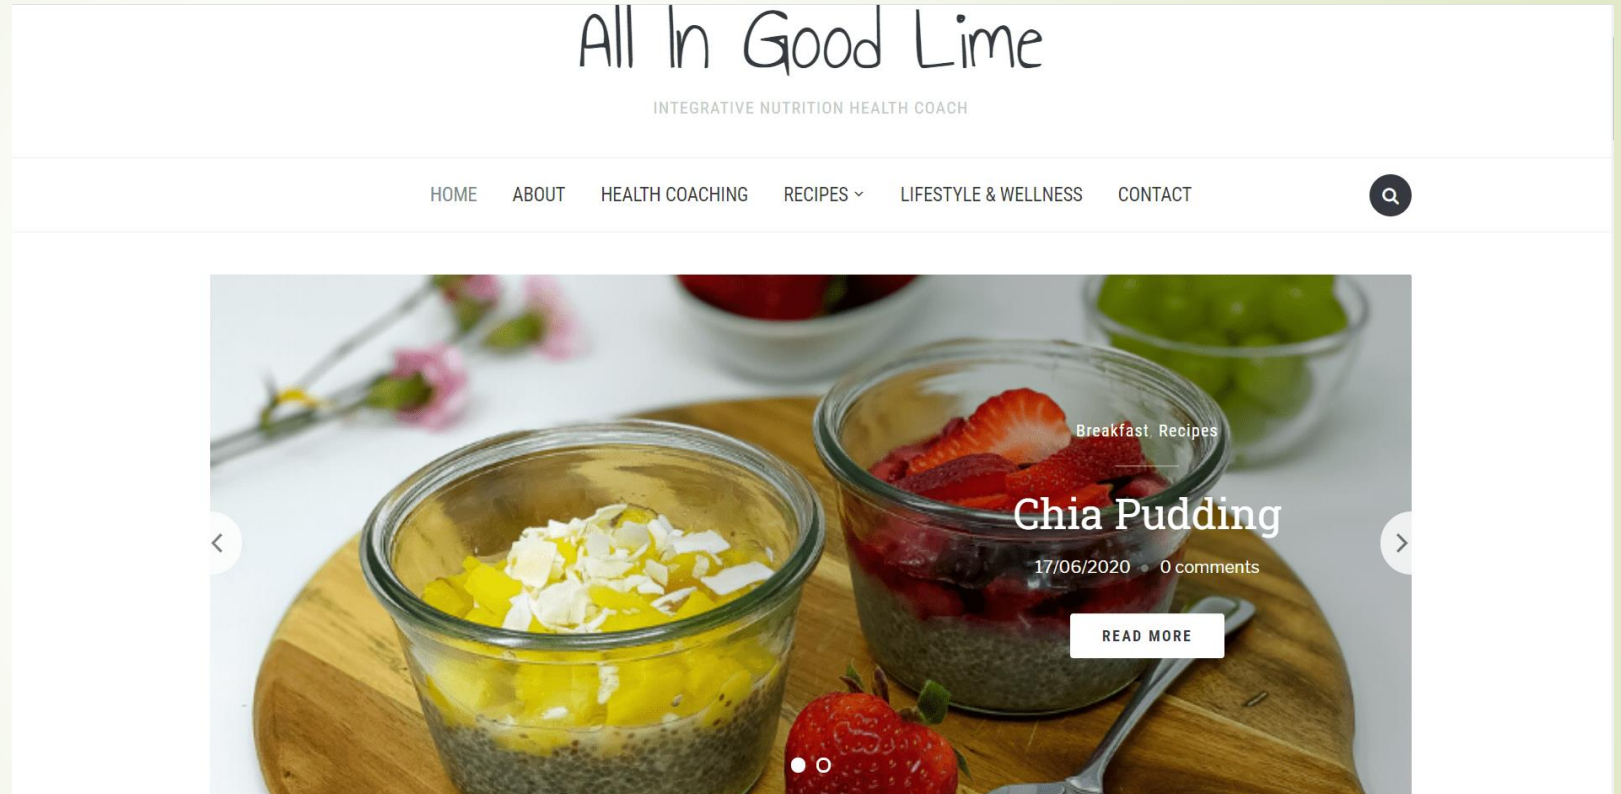 All In Good Lime
INTEGRATIVE NUTRITION HEALTH COACH
HOME ABOUT HEALTH COACHING RECIPES LIFESTYLE & WELLNESS CONTACT
Breakfast, Recipes
Chia Pudding
17/06/2020 0 comments
READ MORE